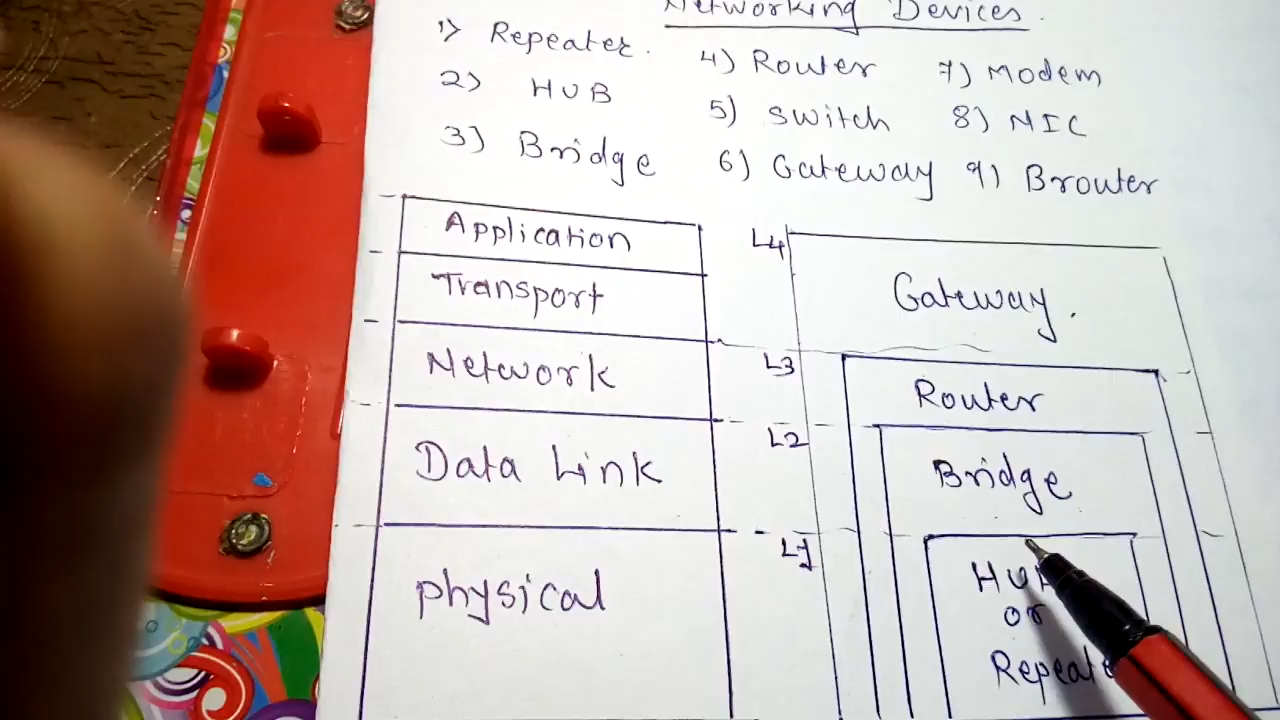 Networking Devices.
1) Repeater.
2) HUB
3) Bridge
4) Router
5) Switch
6) Gateway
7) Modem
8) NIC
9) Brouter
Application
Transport
Network
Data Link
physical
L4
Gateway.
L3
Router
L2
Bridge
L1
HUB
or